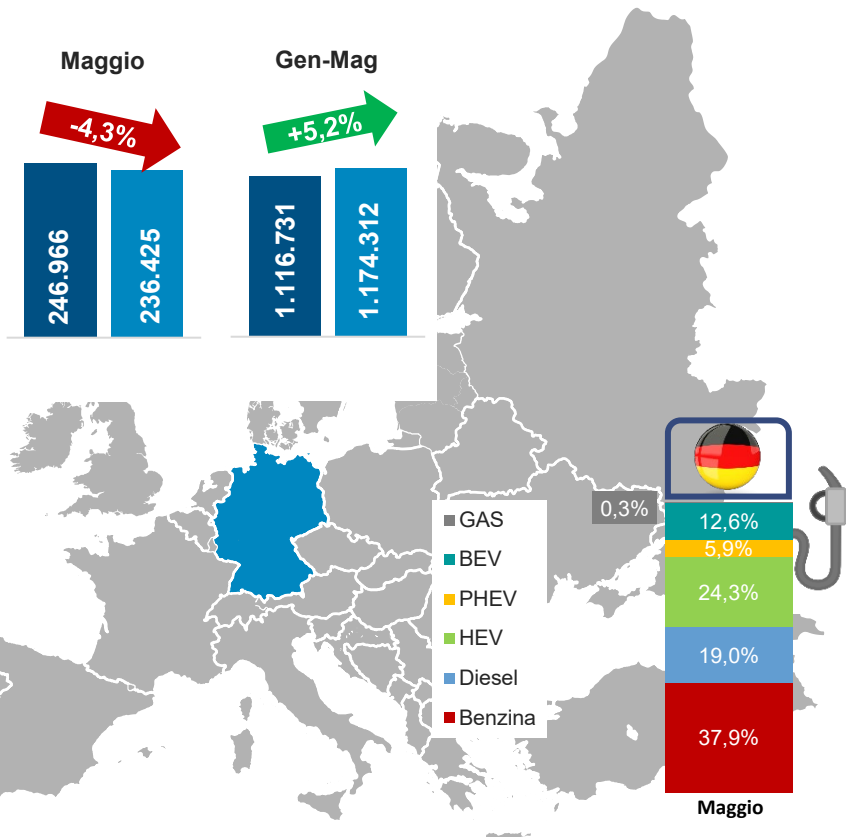 Maggio
Gen-Mag
-4,3%
+5,2%
246.966
236.425
1.116.731
1.174.312
0,3%
GAS
BEV
PHEV
HEV
Diesel
Benzina
12,6%
5,9%
24,3%
19,0%
37,9%
Maggio